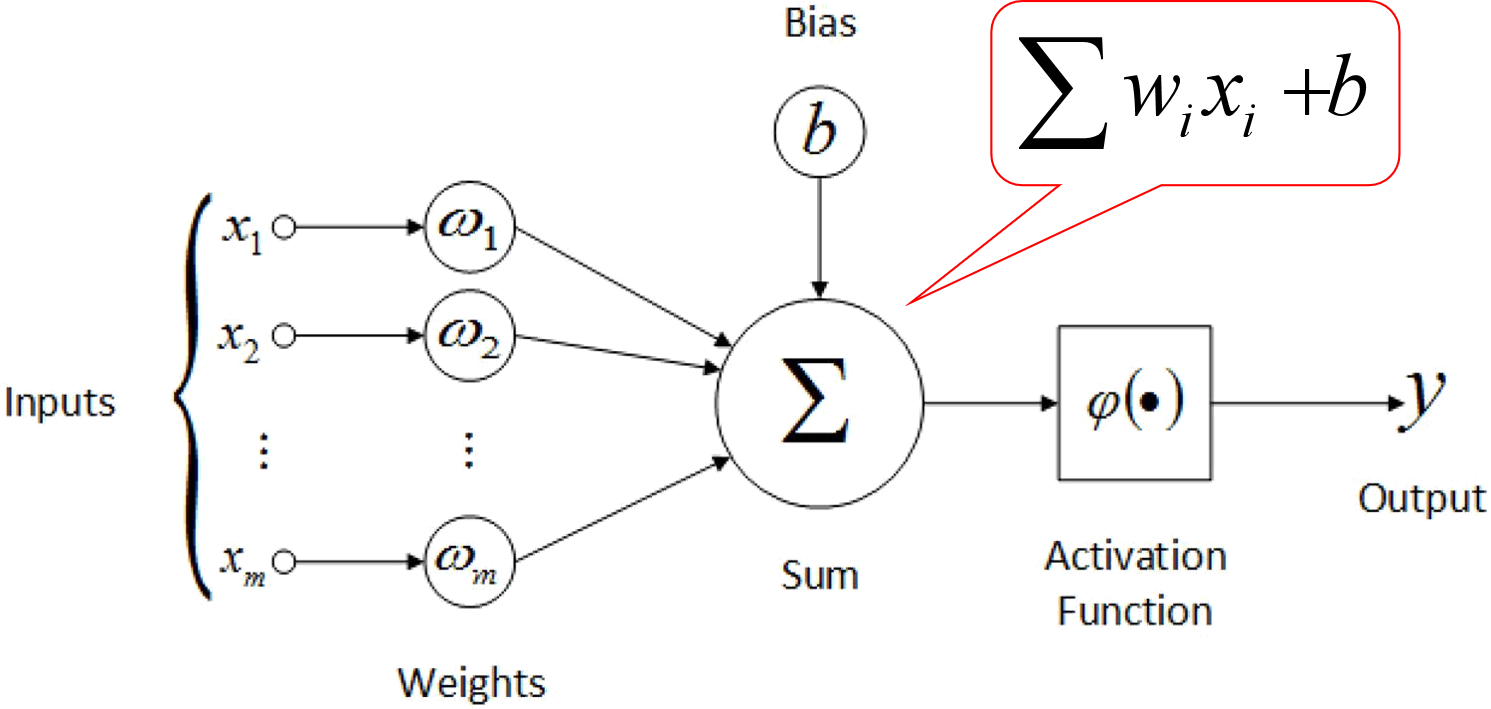 Bias
b
∑ wᵢxᵢ +b
Inputs
x₁ ω₁
x₂ ω₂
⋮ ⋮
xₘ ωₘ
Weights
Σ
Sum
φ(•)
Activation
Function
y
Output